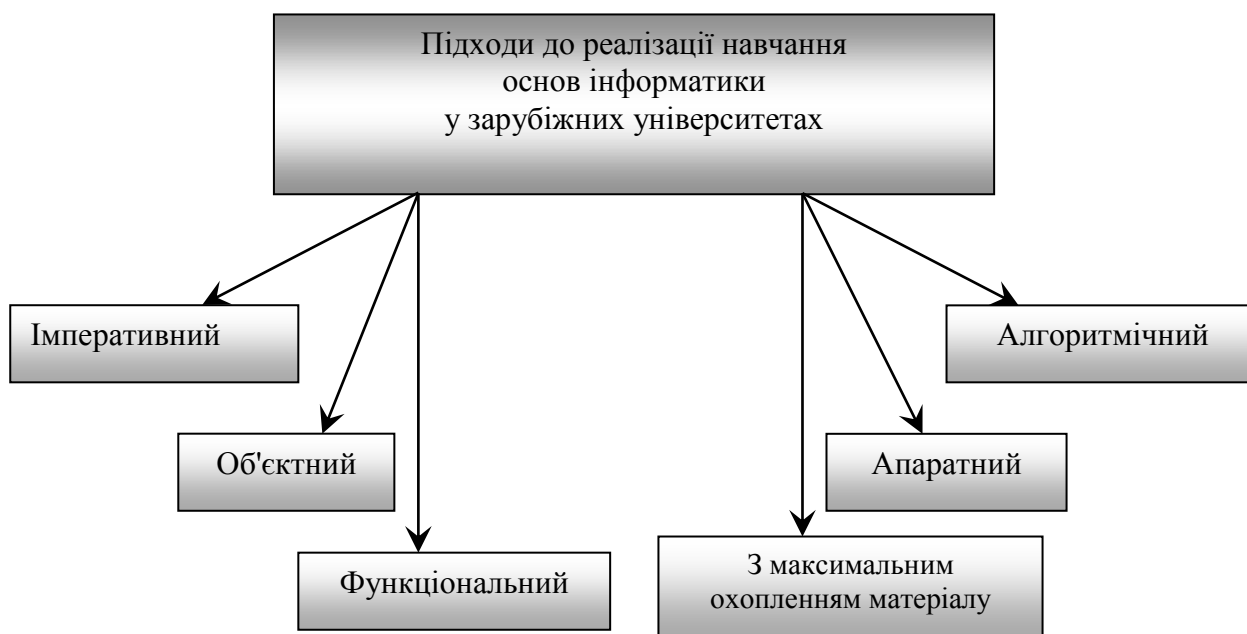 Підходи до реалізації навчання
основ інформатики
у зарубіжних університетах
Імперативний
Алгоритмічний
Об'єктний
Апаратний
Функціональний
З максимальним
охопленням матеріалу